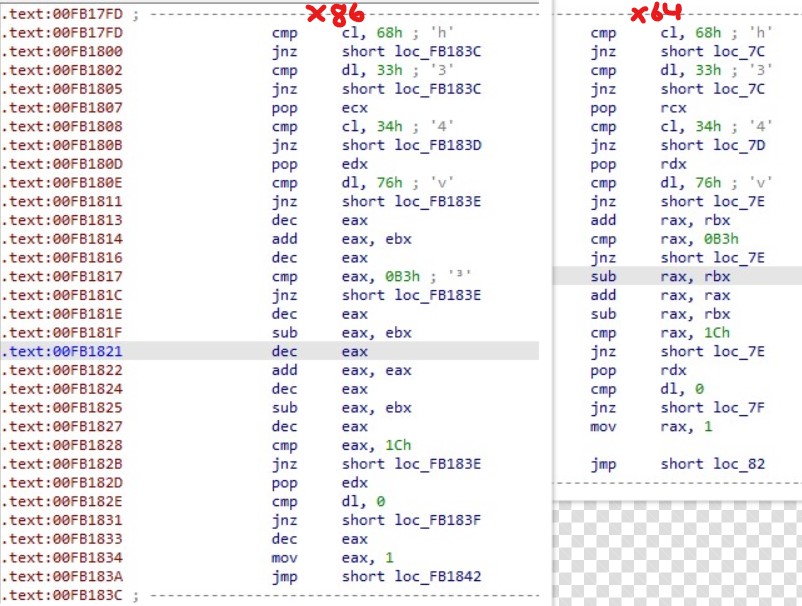 x86
.text:00FB17FD ; ---------------------------------------------------------------
.text:00FB17FD cmp cl, 68h ; 'h'
.text:00FB1800 jnz short loc_FB183C
.text:00FB1802 cmp dl, 33h ; '3'
.text:00FB1805 jnz short loc_FB183C
.text:00FB1807 pop ecx
.text:00FB1808 cmp cl, 34h ; '4'
.text:00FB180B jnz short loc_FB183D
.text:00FB180D pop edx
.text:00FB180E cmp dl, 76h ; 'v'
.text:00FB1811 jnz short loc_FB183E
.text:00FB1813 dec eax
.text:00FB1814 add eax, ebx
.text:00FB1816 dec eax
.text:00FB1817 cmp eax, 0B3h ; '³'
.text:00FB181C jnz short loc_FB183E
.text:00FB181E dec eax
.text:00FB181F sub eax, ebx
.text:00FB1821 dec eax
.text:00FB1822 add eax, eax
.text:00FB1824 dec eax
.text:00FB1825 sub eax, ebx
.text:00FB1827 dec eax
.text:00FB1828 cmp eax, 1Ch
.text:00FB182B jnz short loc_FB183E
.text:00FB182D pop edx
.text:00FB182E cmp dl, 0
.text:00FB1831 jnz short loc_FB183F
.text:00FB1833 dec eax
.text:00FB1834 mov eax, 1
.text:00FB183A jmp short loc_FB1842
.text:00FB183C ; ---------------------------------------------------------------
x64
cmp cl, 68h ; 'h'
jnz short loc_7C
cmp dl, 33h ; '3'
jnz short loc_7C
pop rcx
cmp cl, 34h ; '4'
jnz short loc_7D
pop rdx
cmp dl, 76h ; 'v'
jnz short loc_7E
add rax, rbx
cmp rax, 0B3h
jnz short loc_7E
sub rax, rbx
add rax, rax
sub rax, rbx
cmp rax, 1Ch
jnz short loc_7E
pop rdx
cmp dl, 0
jnz short loc_7F
mov rax, 1
jmp short loc_82